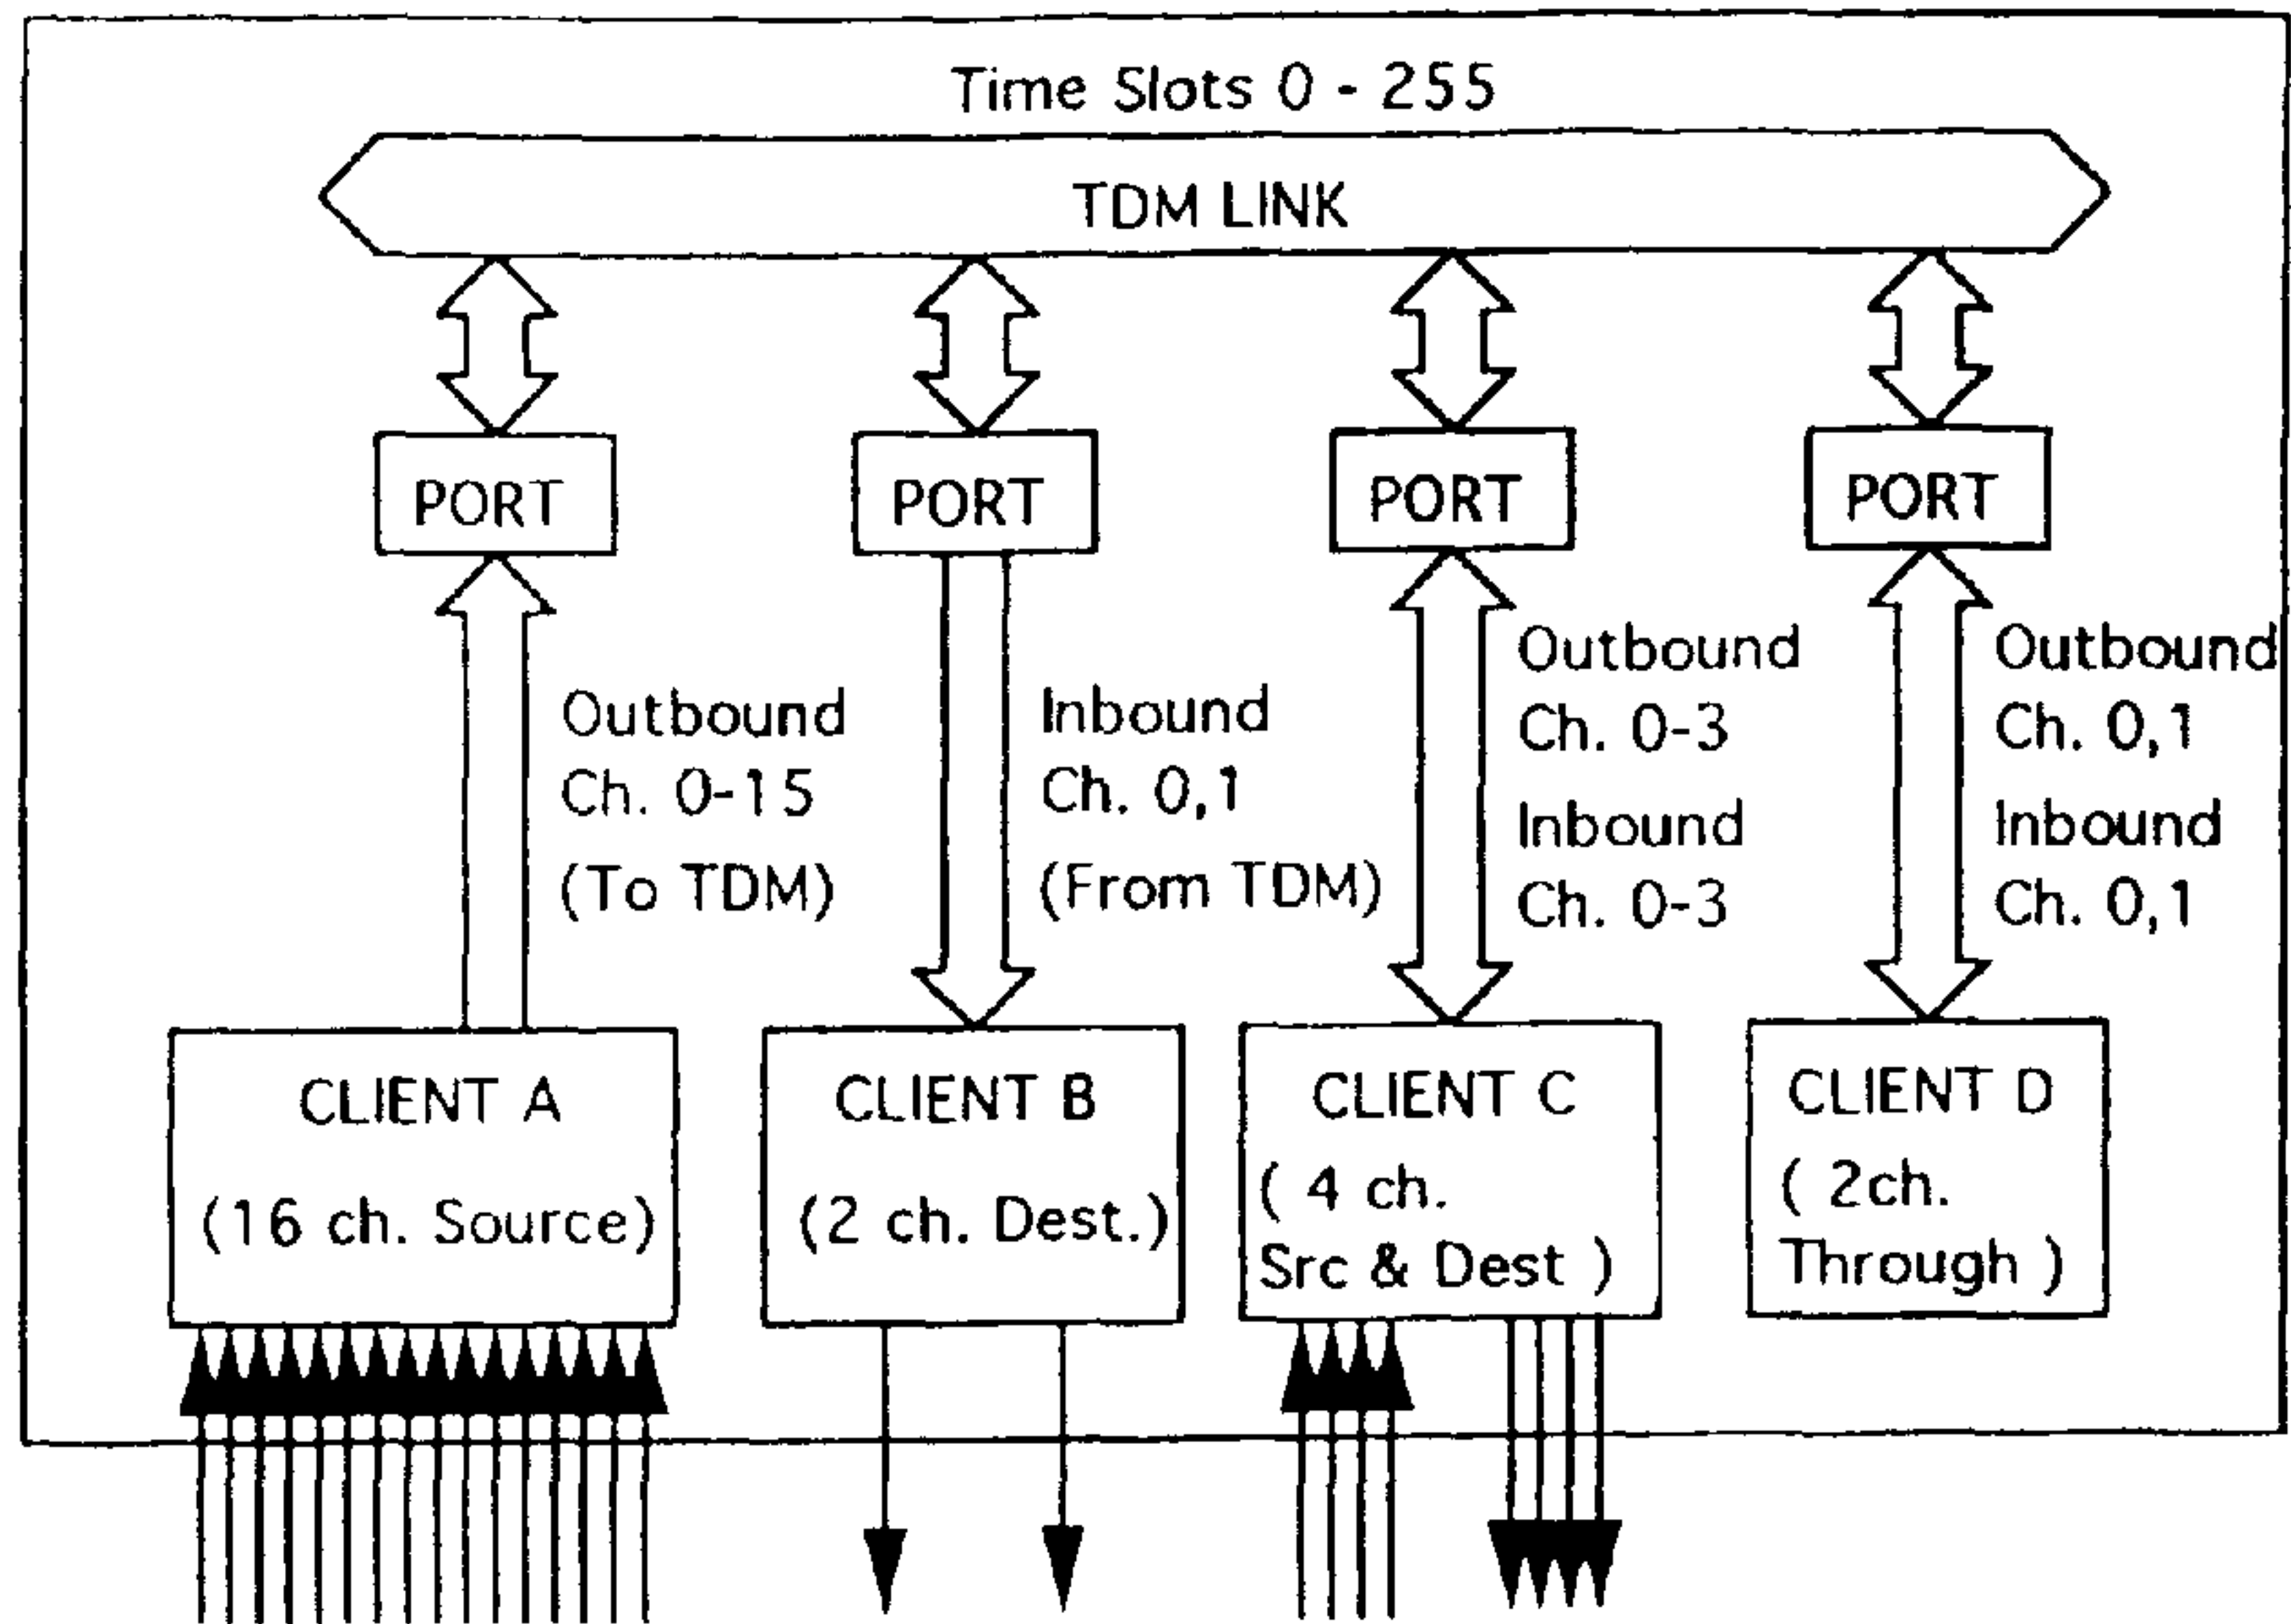 Time Slots 0 - 255
TDM LINK
PORT
PORT
PORT
PORT
Outbound
Ch. 0-15
(To TDM)
Inbound
Ch. 0,1
(From TDM)
Outbound
Ch. 0-3
Inbound
Ch. 0-3
Outbound
Ch. 0,1
Inbound
Ch. 0,1
CLIENT A
(16 ch. Source)
CLIENT B
(2 ch. Dest.)
CLIENT C
( 4 ch.
Src & Dest )
CLIENT D
( 2ch.
Through )